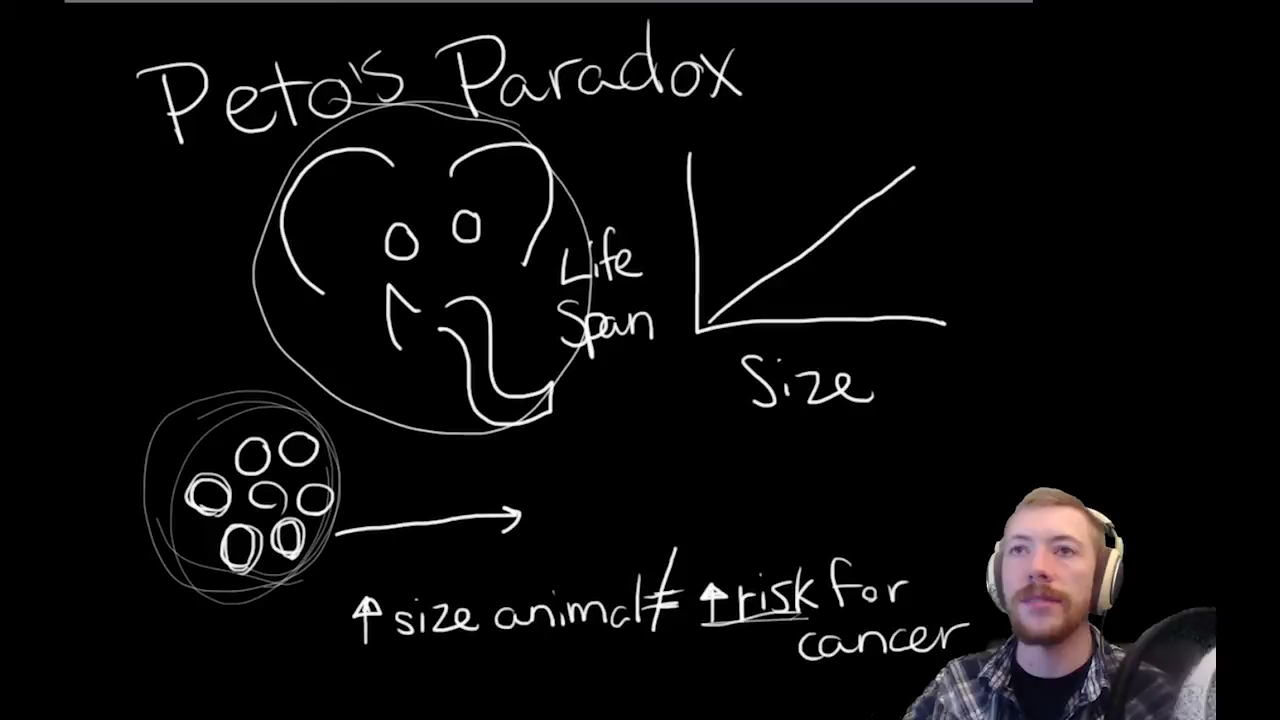 Peto's Paradox
Life
Span
Size
↑ size animal ≠ ↑ risk for
cancer